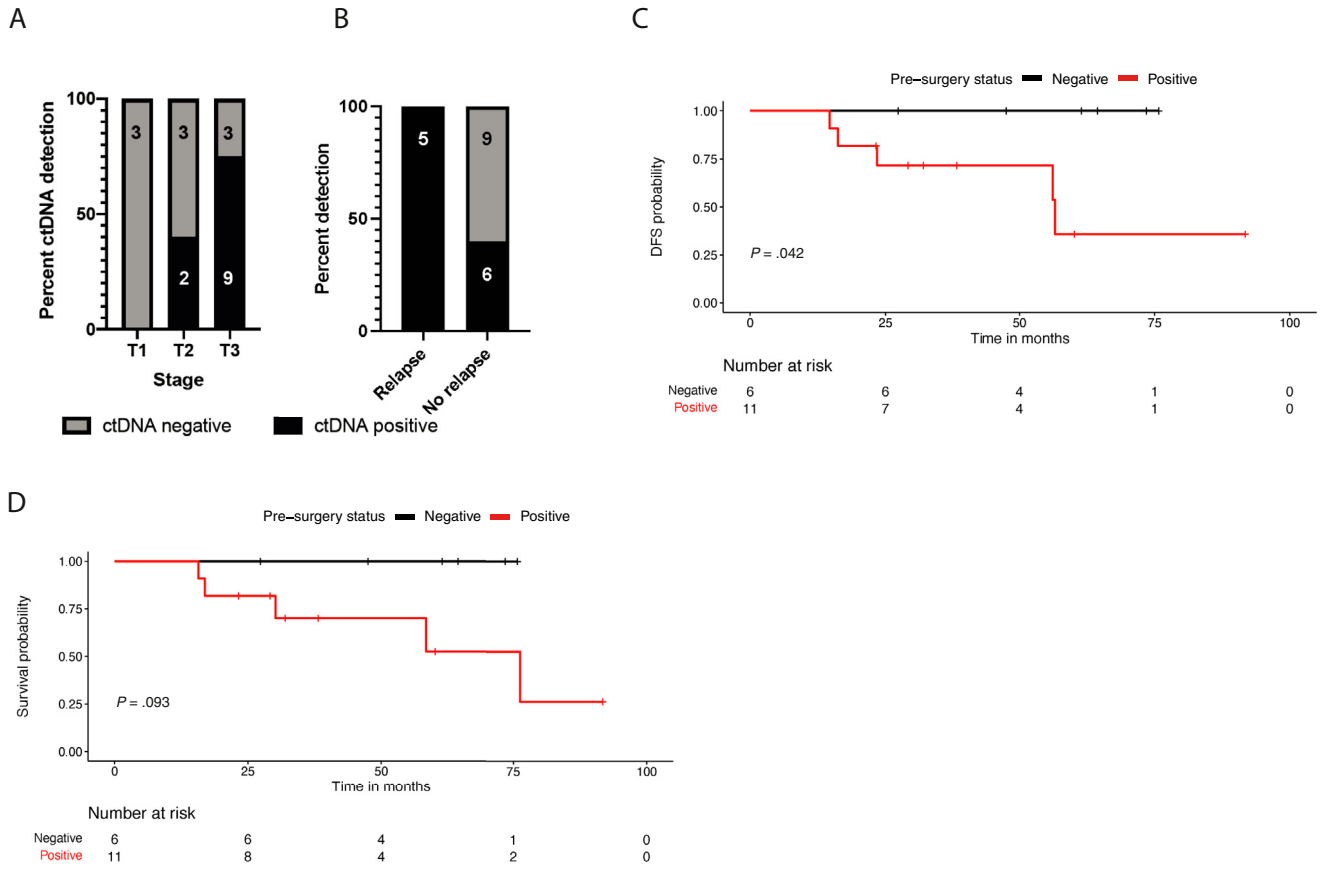 A
B
C
Percent ctDNA detection
100
50
0
3
3
3
2
9
T1
T2
T3
Stage
Percent detection
100
50
0
5
9
6
Relapse
No relapse
ctDNA negative
ctDNA positive
Pre−surgery status Negative Positive
DFS probability
1.00
0.75
0.50
0.25
0.00
P = .042
0 25 50 75 100
Time in months
Number at risk
Negative 6 6 4 1 0
Positive 11 7 4 1 0
D
Pre−surgery status Negative Positive
Survival probability
1.00
0.75
0.50
0.25
0.00
P = .093
0 25 50 75 100
Time in months
Number at risk
Negative 6 6 4 1 0
Positive 11 8 4 2 0